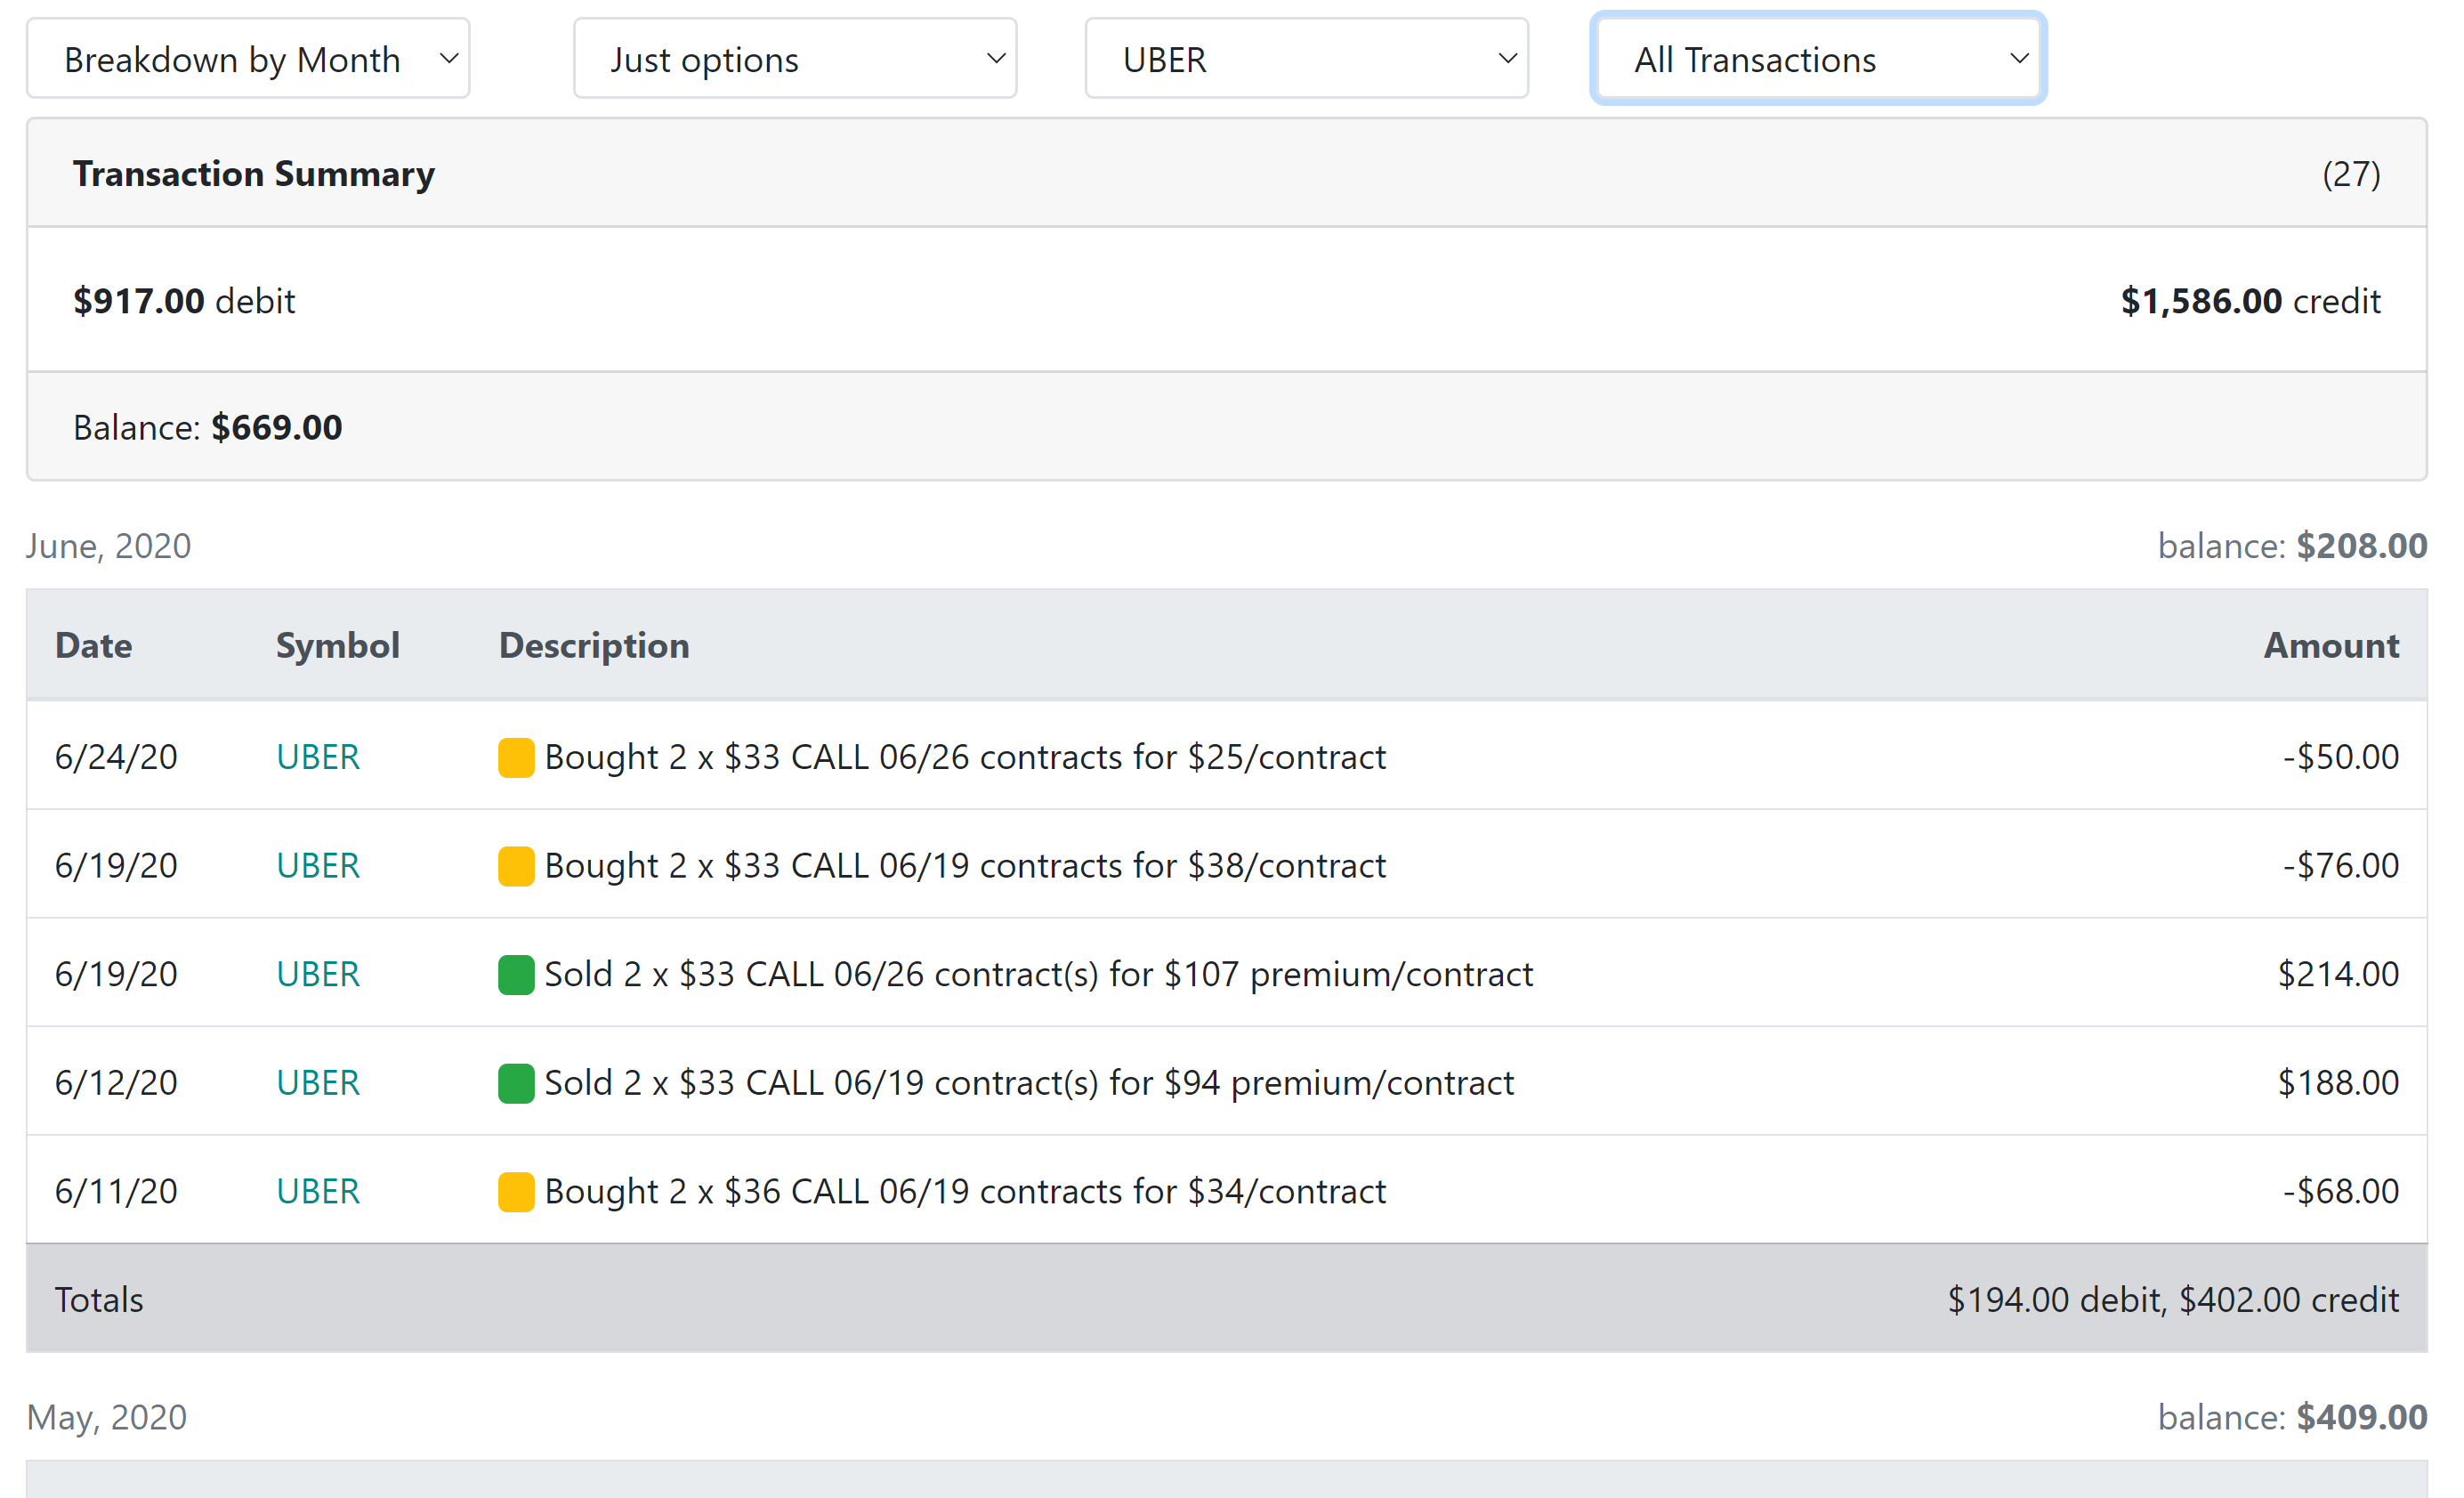 Breakdown by Month Just options UBER All Transactions
Transaction Summary (27)
$917.00 debit $1,586.00 credit
Balance: $669.00
June, 2020 balance: $208.00
Date Symbol Description Amount
6/24/20 UBER Bought 2 x $33 CALL 06/26 contracts for $25/contract -$50.00
6/19/20 UBER Bought 2 x $33 CALL 06/19 contracts for $38/contract -$76.00
6/19/20 UBER Sold 2 x $33 CALL 06/26 contract(s) for $107 premium/contract $214.00
6/12/20 UBER Sold 2 x $33 CALL 06/19 contract(s) for $94 premium/contract $188.00
6/11/20 UBER Bought 2 x $36 CALL 06/19 contracts for $34/contract -$68.00
Totals $194.00 debit, $402.00 credit
May, 2020 balance: $409.00